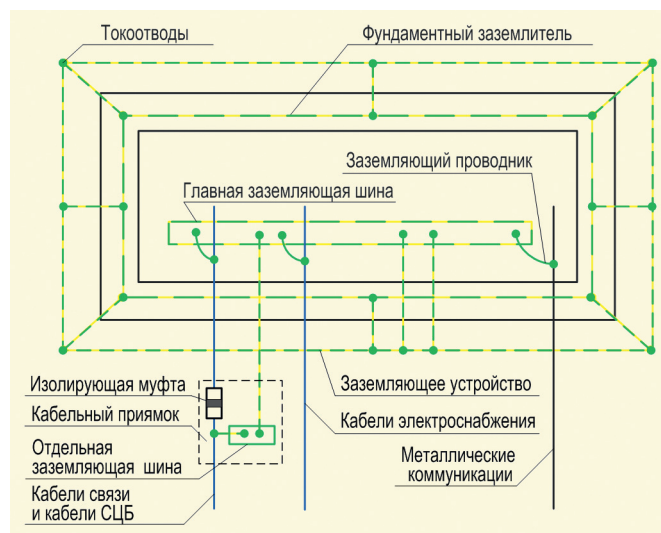 Токоотводы
Фундаментный заземлитель
Заземляющий проводник
Главная заземляющая шина
Изолирующая муфта
Кабельный приямок
Отдельная
заземляющая шина
Кабели связи
и кабели СЦБ
Заземляющее устройство
Кабели электроснабжения
Металлические
коммуникации